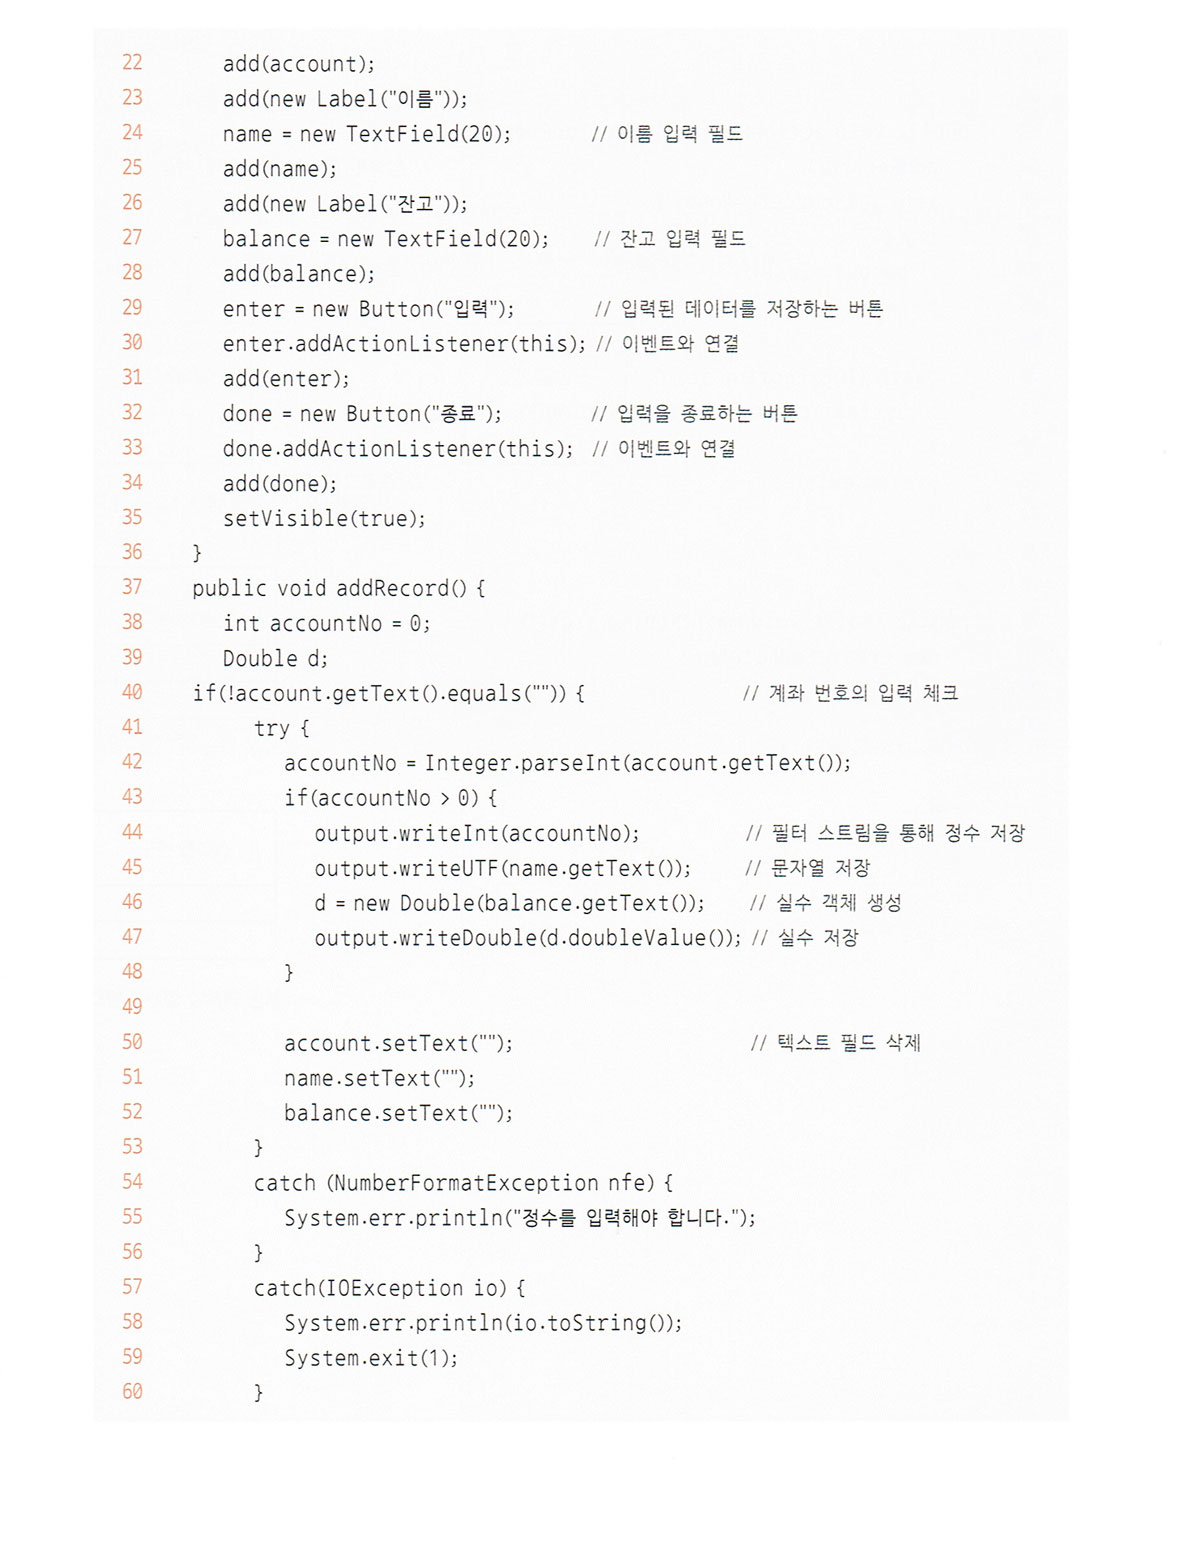 22 add(account);
23 add(new Label("이름"));
24 name = new TextField(20); // 이름 입력 필드
25 add(name);
26 add(new Label("잔고"));
27 balance = new TextField(20); // 잔고 입력 필드
28 add(balance);
29 enter = new Button("입력"); // 입력된 데이터를 저장하는 버튼
30 enter.addActionListener(this); // 이벤트와 연결
31 add(enter);
32 done = new Button("종료"); // 입력을 종료하는 버튼
33 done.addActionListener(this); // 이벤트와 연결
34 add(done);
35 setVisible(true);
36 }
37 public void addRecord() {
38 int accountNo = 0;
39 Double d;
40 if(!account.getText().equals("")) { // 계좌 번호의 입력 체크
41 try {
42 accountNo = Integer.parseInt(account.getText());
43 if(accountNo > 0) {
44 output.writeInt(accountNo); // 필터 스트림을 통해 정수 저장
45 output.writeUTF(name.getText()); // 문자열 저장
46 d = new Double(balance.getText()); // 실수 객체 생성
47 output.writeDouble(d.doubleValue()); // 실수 저장
48 }
49
50 account.setText(""); // 텍스트 필드 삭제
51 name.setText("");
52 balance.setText("");
53 }
54 catch (NumberFormatException nfe) {
55 System.err.println("정수를 입력해야 합니다.");
56 }
57 catch(IOException io) {
58 System.err.println(io.toString());
59 System.exit(1);
60 }